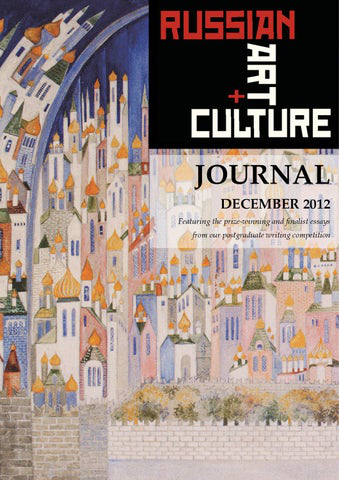 RUSSIAN
ART
+
CULTURE
JOURNAL
DECEMBER 2012
Featuring the prize-winning and finalist essays
from our postgraduate writing competition